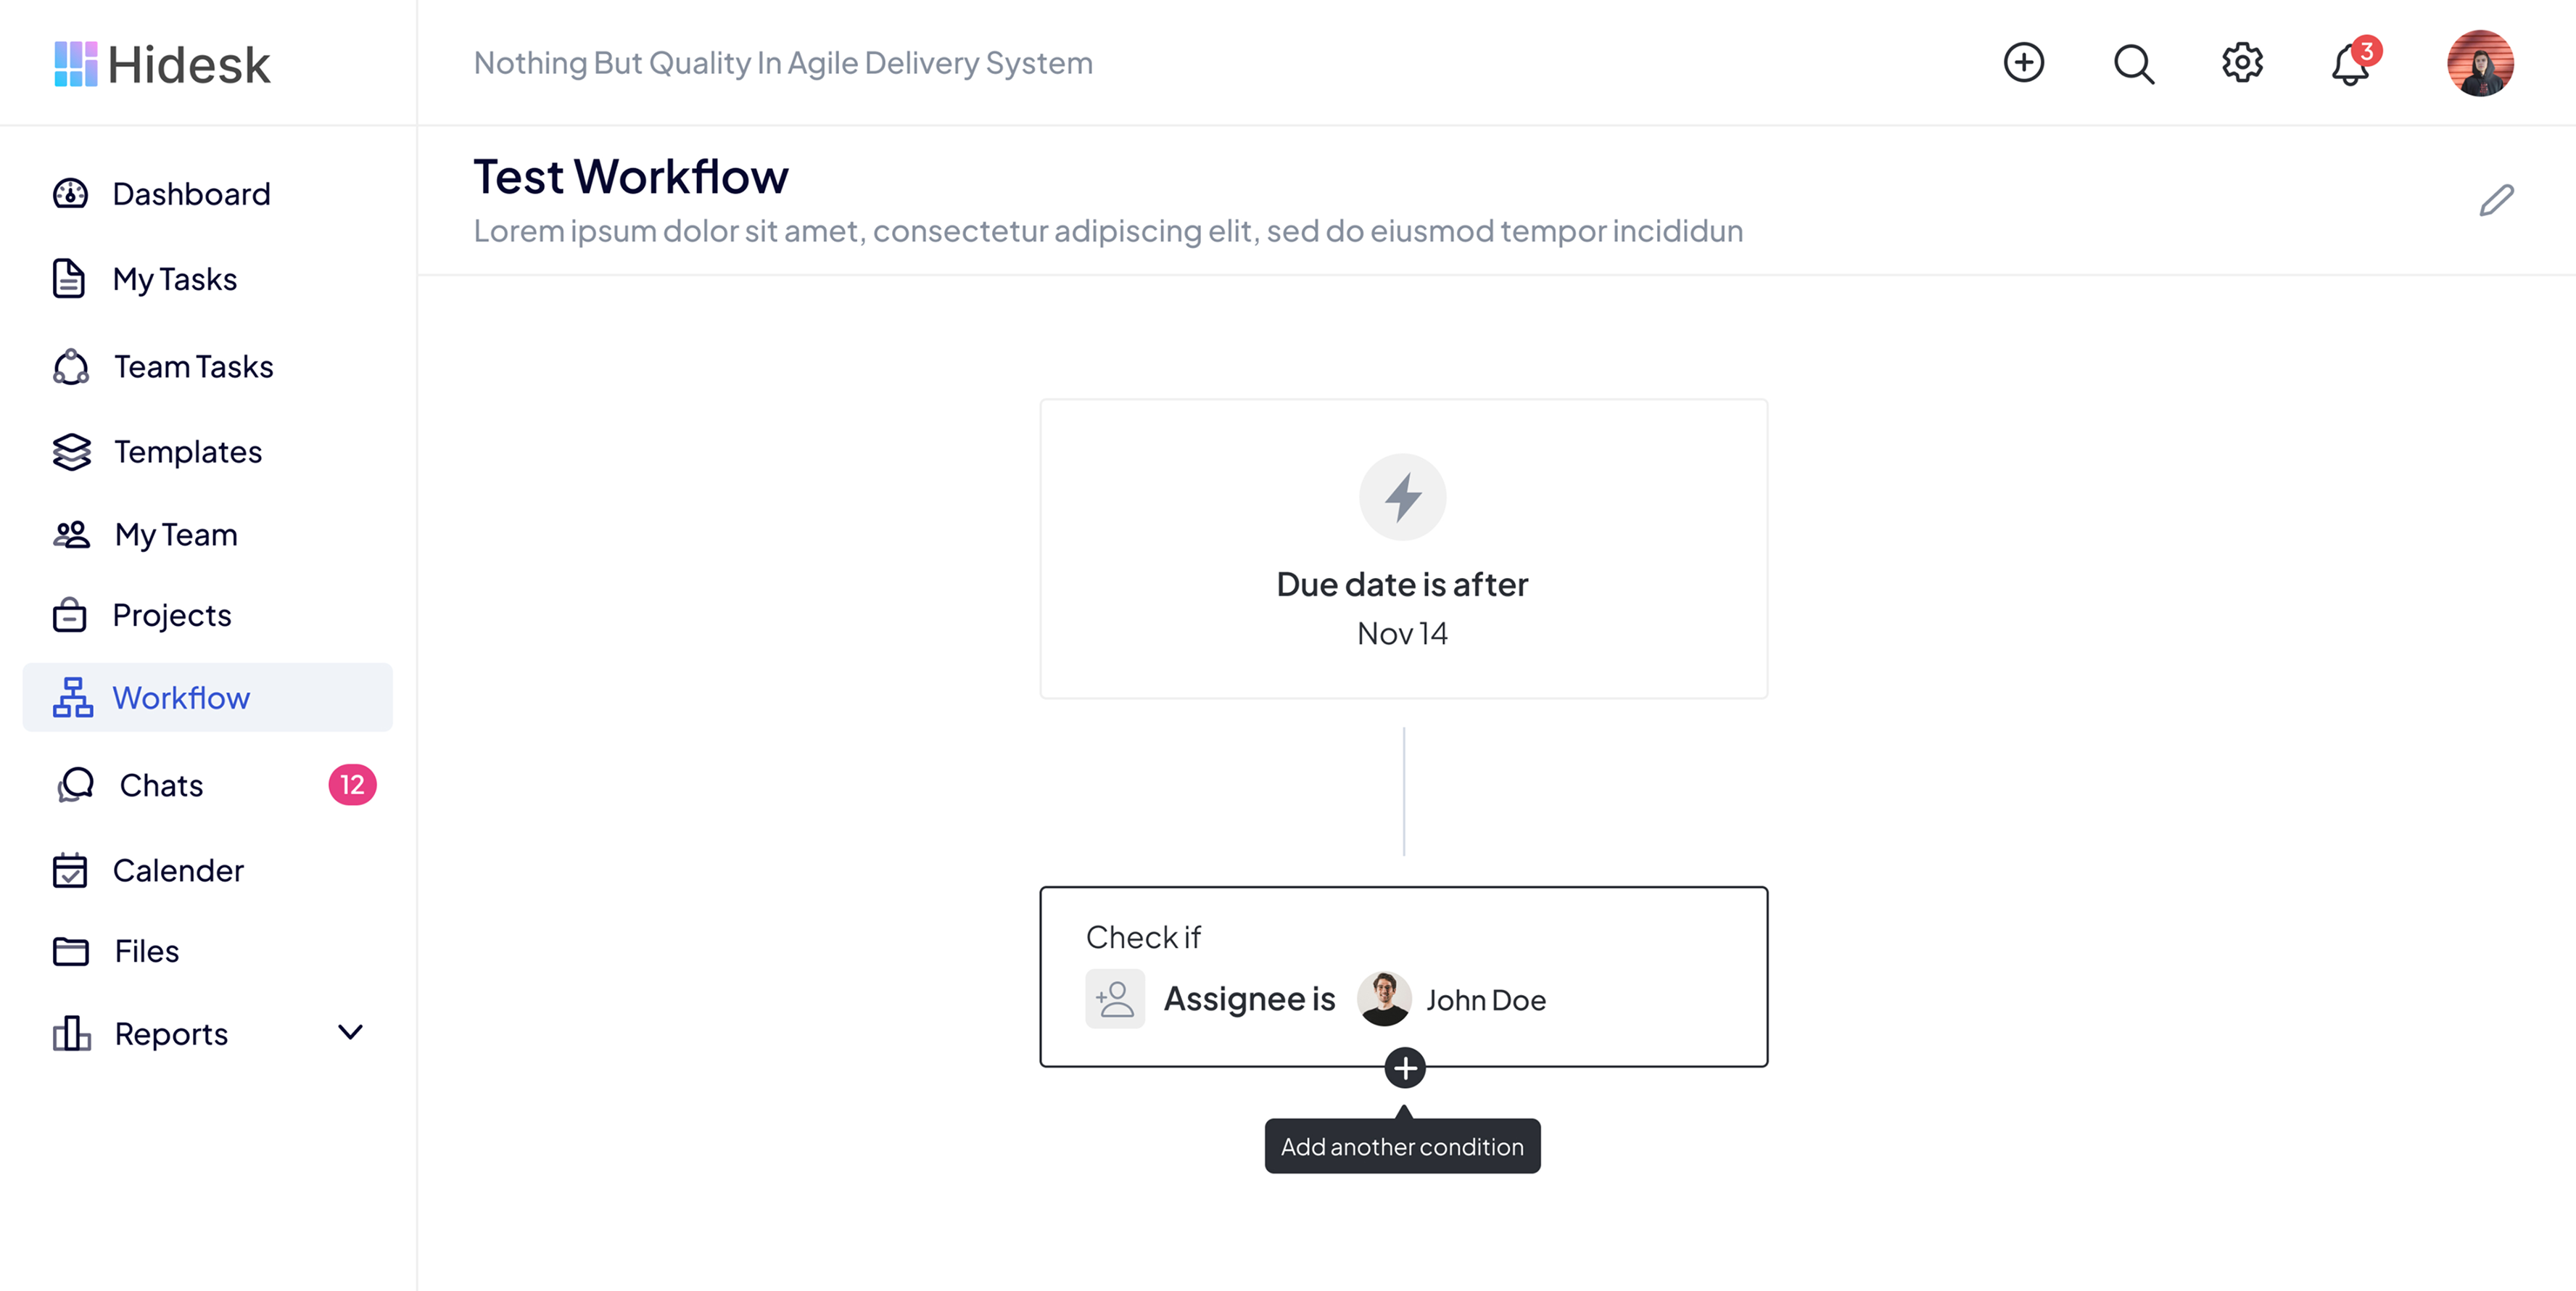 Hidesk
Nothing But Quality In Agile Delivery System
3
Dashboard
My Tasks
Team Tasks
Templates
My Team
Projects
Workflow
Chats
12
Calender
Files
Reports
Test Workflow
Lorem ipsum dolor sit amet, consectetur adipiscing elit, sed do eiusmod tempor incididun
Due date is after
Nov 14
Check if
Assignee is John Doe
Add another condition